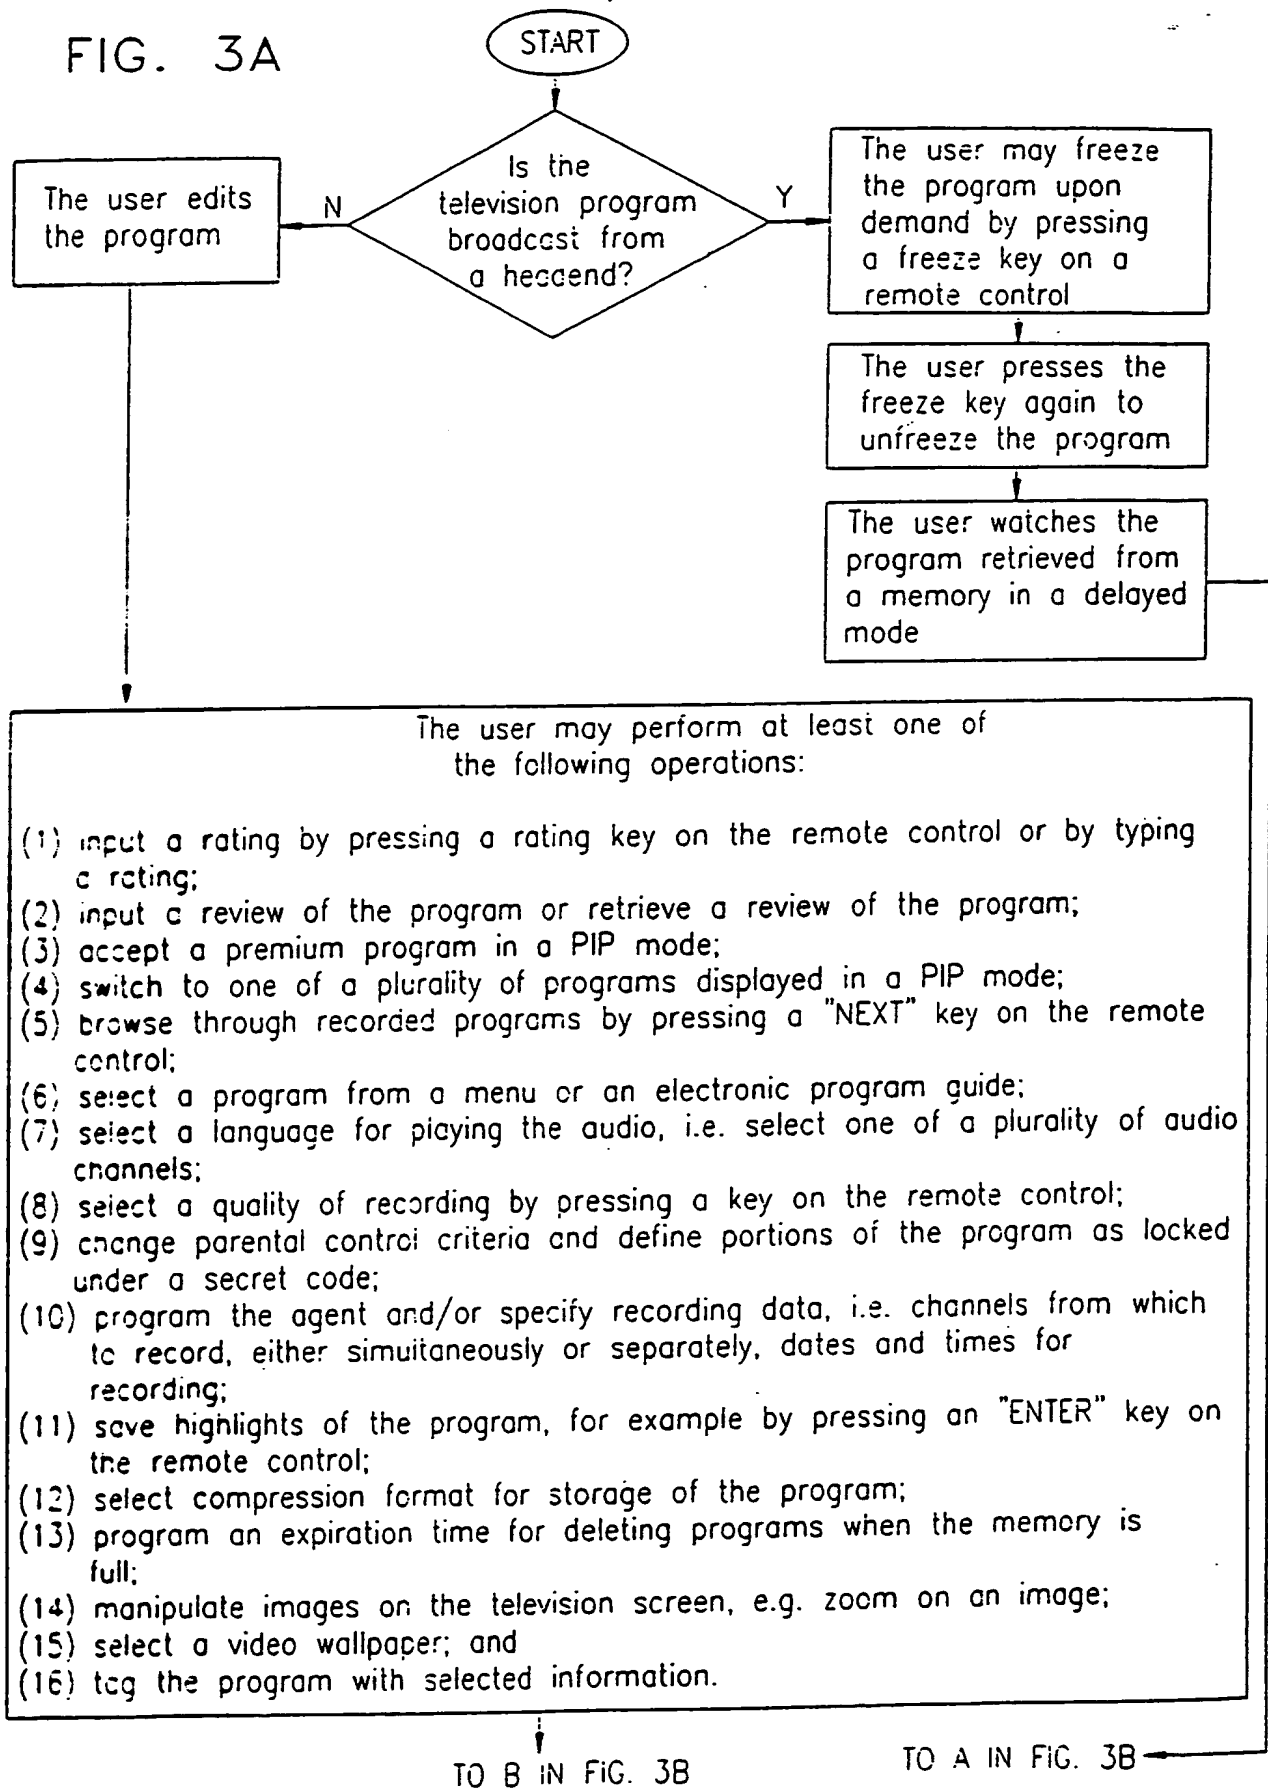 FIG. 3A
START
Is the
television program
broadcast from
a headend?
N
Y
The user edits
the program
The user may freeze
the program upon
demand by pressing
a freeze key on a
remote control
The user presses the
freeze key again to
unfreeze the program
The user watches the
program retrieved from
a memory in a delayed
mode
The user may perform at least one of
the following operations:
(1) input a rating by pressing a rating key on the remote control or by typing
a rating;
(2) input a review of the program or retrieve a review of the program;
(3) accept a premium program in a PIP mode;
(4) switch to one of a plurality of programs displayed in a PIP mode;
(5) browse through recorded programs by pressing a "NEXT" key on the remote
control;
(6) select a program from a menu or an electronic program guide;
(7) select a language for playing the audio, i.e. select one of a plurality of audio
channels;
(8) select a quality of recording by pressing a key on the remote control;
(9) change parental control criteria and define portions of the program as locked
under a secret code;
(10) program the agent and/or specify recording data, i.e. channels from which
to record, either simultaneously or separately, dates and times for
recording;
(11) save highlights of the program, for example by pressing an "ENTER" key on
the remote control;
(12) select compression format for storage of the program;
(13) program an expiration time for deleting programs when the memory is
full;
(14) manipulate images on the television screen, e.g. zoom on an image;
(15) select a video wallpaper; and
(16) tag the program with selected information.
TO B IN FIG. 3B
TO A IN FIG. 3B